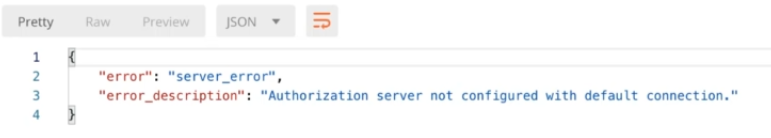 Pretty Raw Preview JSON
1 {
2 "error": "server_error",
3 "error_description": "Authorization server not configured with default connection."
4 }